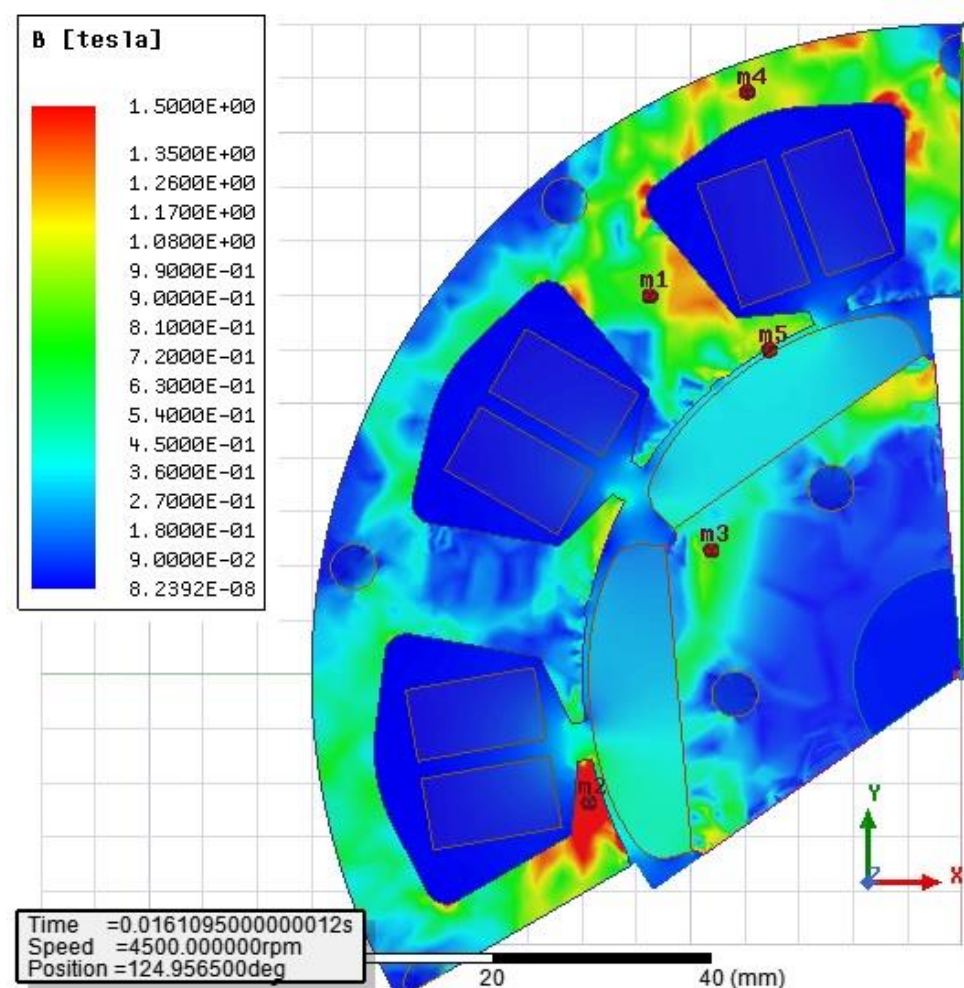 B [tesla]
1.5000E+00
1.3500E+00
1.2600E+00
1.1700E+00
1.0800E+00
9.9000E-01
9.0000E-01
8.1000E-01
7.2000E-01
6.3000E-01
5.4000E-01
4.5000E-01
3.6000E-01
2.7000E-01
1.8000E-01
9.0000E-02
8.2392E-08
m4
m1
m5
m3
m2
Y
Z
X
Time =0.01610950000000012s
Speed =4500.000000rpm
Position =124.956500deg
20 40 (mm)